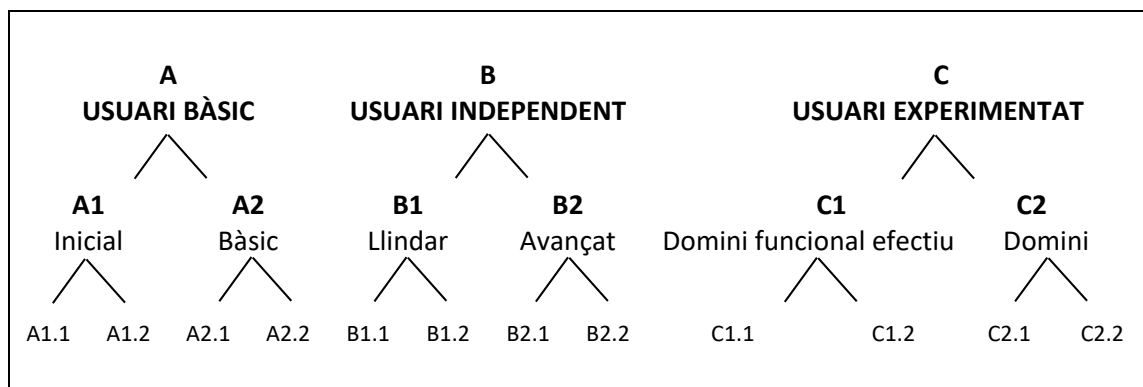 A B C
USUARI BÀSIC USUARI INDEPENDENT USUARI EXPERIMENTAT
A1 A2 B1 B2 C1 C2
Inicial Bàsic Llindar Avançat Domini funcional efectiu Domini
A1.1 A1.2 A2.1 A2.2 B1.1 B1.2 B2.1 B2.2 C1.1 C1.2 C2.1 C2.2